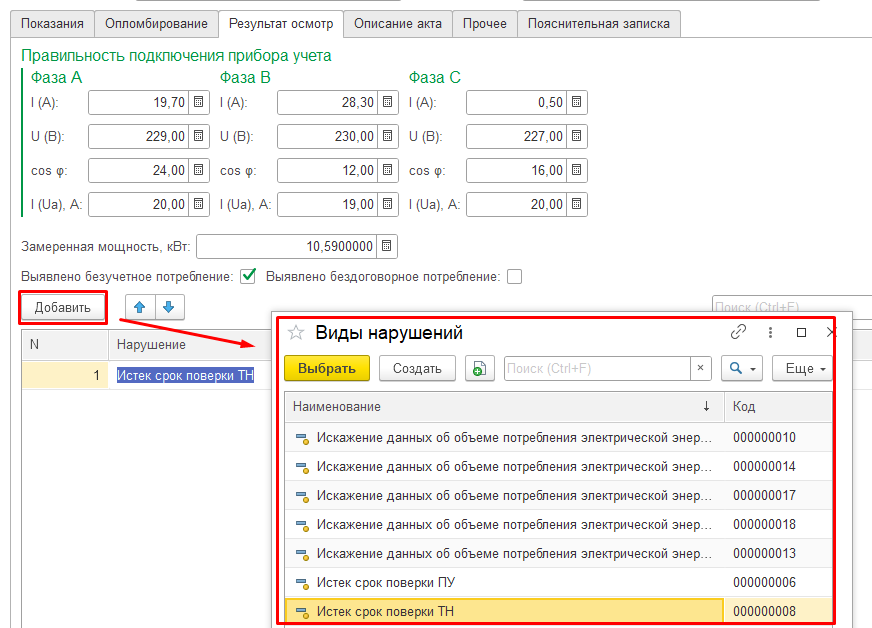 Показания Опломбирование Результат осмотр Описание акта Прочее Пояснительная записка
Правильность подключения прибора учета
Фаза А Фаза В Фаза С
I (A): 19,70 I (A): 28,30 I (A): 0,50
U (B): 229,00 U (B): 230,00 U (B): 227,00
cos φ: 24,00 cos φ: 12,00 cos φ: 16,00
I (Ua), A: 20,00 I (Ua), A: 19,00 I (Ua), A: 20,00
Замеренная мощность, кВт: 10,5900000
Выявлено безучетное потребление: Выявлено бездоговорное потребление:
Добавить Поиск (Ctrl+F)
N Нарушение
1 Истек срок поверки ТН
Виды нарушений
Выбрать Создать Поиск (Ctrl+F) × Еще
Наименование ↓ Код
Искажение данных об объеме потребления электрической энер... 000000010
Искажение данных об объеме потребления электрической энер... 000000014
Искажение данных об объеме потребления электрической энер... 000000017
Искажение данных об объеме потребления электрической энер... 000000018
Искажение данных об объеме потребления электрической энер... 000000013
Истек срок поверки ПУ 000000006
Истек срок поверки ТН 000000008